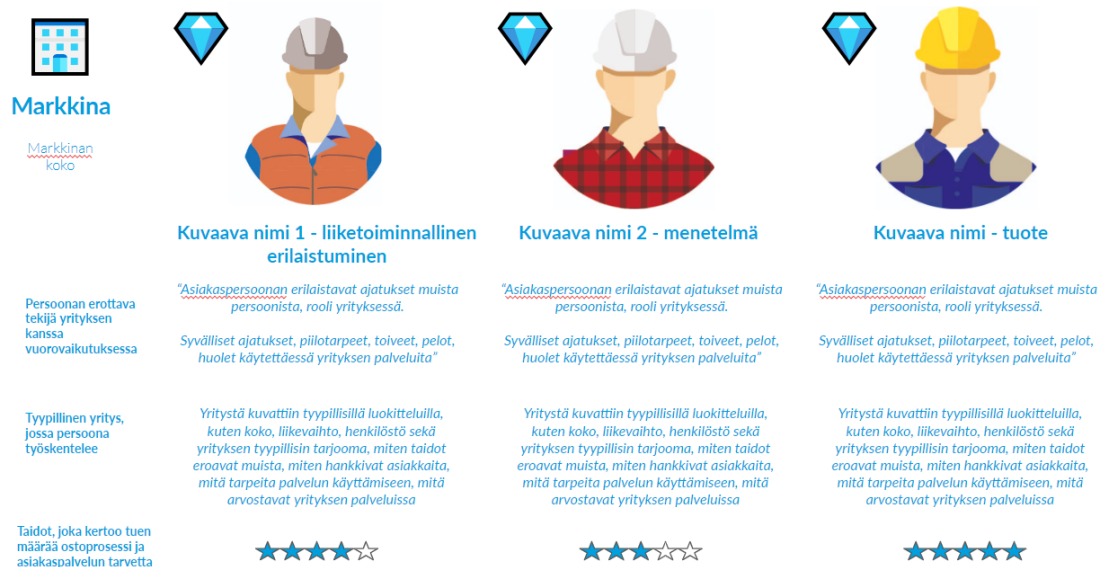 Markkina
Markkinan
koko
Kuvaava nimi 1 - liiketoiminnallinen
erilaistuminen
Kuvaava nimi 2 - menetelmä
Kuvaava nimi - tuote
Persoonan erottava
tekijä yrityksen
kanssa
vuorovaikutuksessa
“Asiakaspersoonan erilaistavat ajatukset muista
persoonista, rooli yrityksessä.
Syvälliset ajatukset, piilotarpeet, toiveet, pelot,
huolet käytettäessä yrityksen palveluita”
“Asiakaspersoonan erilaistavat ajatukset muista
persoonista, rooli yrityksessä.
Syvälliset ajatukset, piilotarpeet, toiveet, pelot,
huolet käytettäessä yrityksen palveluita”
“Asiakaspersoonan erilaistavat ajatukset muista
persoonista, rooli yrityksessä.
Syvälliset ajatukset, piilotarpeet, toiveet, pelot,
huolet käytettäessä yrityksen palveluita”
Tyypillinen yritys,
jossa persoona
työskentelee
Yritystä kuvattiin tyypillisillä luokitteluilla,
kuten koko, liikevaihto, henkilöstö sekä
yrityksen tyypillisin tarjooma, miten taidot
eroavat muista, miten hankkivat asiakkaita,
mitä tarpeita palvelun käyttämiseen, mitä
arvostavat yrityksen palveluissa
Yritystä kuvattiin tyypillisillä luokitteluilla,
kuten koko, liikevaihto, henkilöstö sekä
yrityksen tyypillisin tarjooma, miten taidot
eroavat muista, miten hankkivat asiakkaita,
mitä tarpeita palvelun käyttämiseen, mitä
arvostavat yrityksen palveluissa
Yritystä kuvattiin tyypillisillä luokitteluilla,
kuten koko, liikevaihto, henkilöstö sekä
yrityksen tyypillisin tarjooma, miten taidot
eroavat muista, miten hankkivat asiakkaita,
mitä tarpeita palvelun käyttämiseen, mitä
arvostavat yrityksen palveluissa
Taidot, joka kertoo tuen
määrää ostoprosessi ja
asiakaspalvelun tarvetta